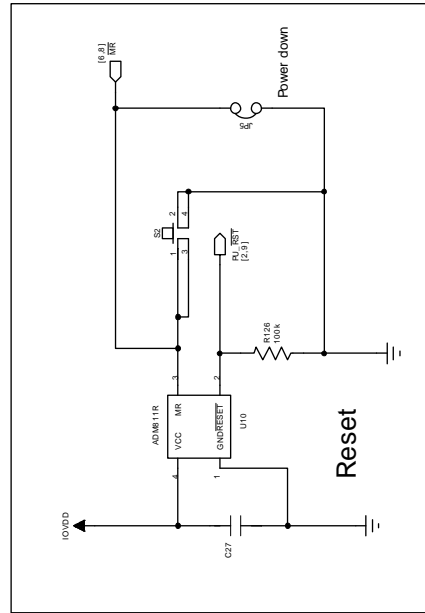 IOVDD
[6,8]
MR
ADM811R
S2
4
VCC
MR
3
1
2
3
4
1
GND
RESET
2
U10
C27
PU_RST
[2,9]
JP5
R126
100k
Power down
Reset